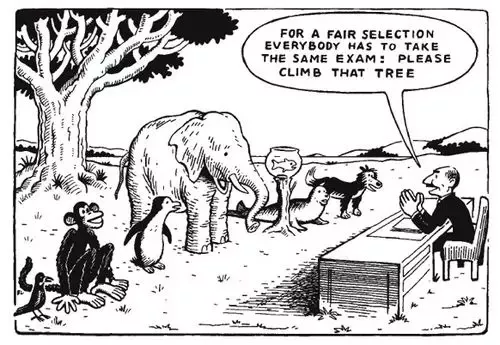 FOR A FAIR SELECTION
EVERYBODY HAS TO TAKE
THE SAME EXAM: PLEASE
CLIMB THAT TREE